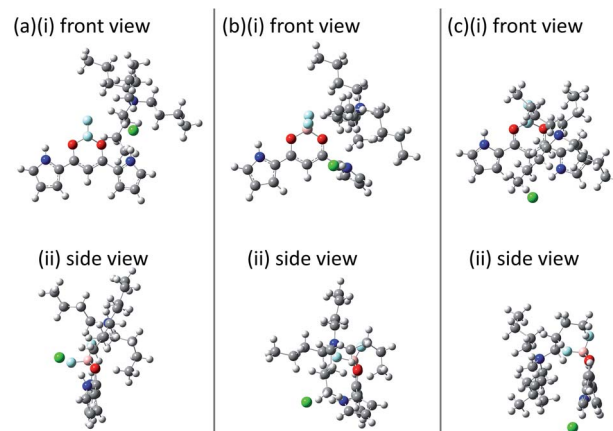 (a)(i) front view
(b)(i) front view
(c)(i) front view
(ii) side view
(ii) side view
(ii) side view